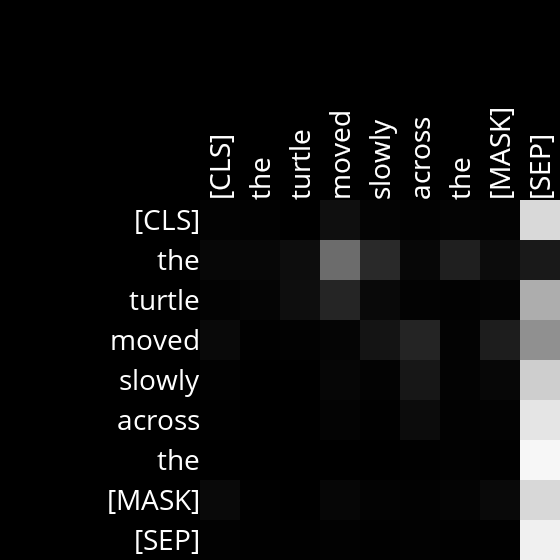 [CLS] the turtle moved slowly across the [MASK] [SEP]
[CLS]
the
turtle
moved
slowly
across
the
[MASK]
[SEP]